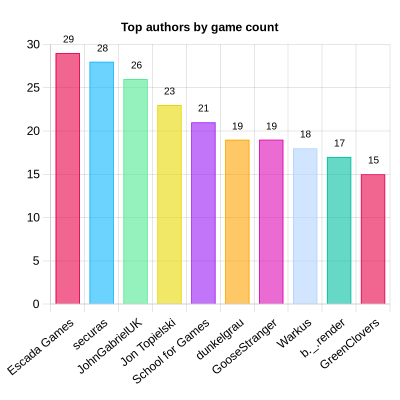 Top authors by game count
30
25
20
15
10
5
0
29
28
26
23
21
19
19
18
17
15
Escada Games
securas
JohnGabrielUK
Jon Topielski
School for Games
dunkelgrau
GooseStranger
Warkus
b._.render
GreenClovers